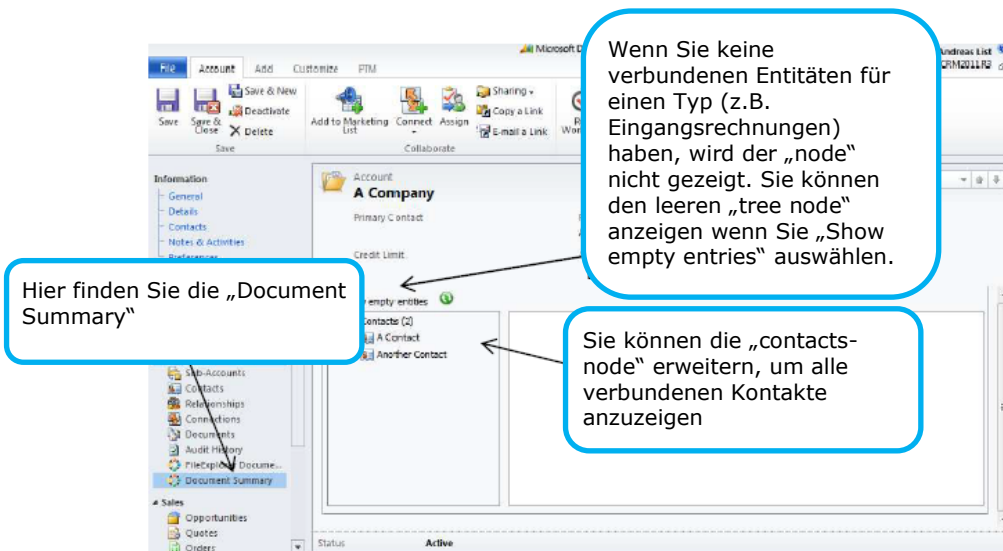 Microsoft D
Andreas List
CRM2011R3
File Account Add Customize PTM
Save
Save & Close
Save & New
Deactivate
Delete
Save
Add to Marketing List
Connect
Assign
Sharing
Copy a Link
E-mail a Link
Collaborate
Wenn Sie keine
verbundenen Entitäten für
einen Typ (z.B.
Eingangsrechnungen)
haben, wird der „node“
nicht gezeigt. Sie können
den leeren „tree node“
anzeigen wenn Sie „Show
empty entries“ auswählen.
Information
General
Details
Contacts
Notes & Activities
Preferences
Account
A Company
Primary Contact
Credit Limit
Hier finden Sie die „Document
Summary“
empty entities
Contacts (2)
A Contact
Another Contact
Sie können die „contacts-
node“ erweitern, um alle
verbundenen Kontakte
anzuzeigen
Sub-Accounts
Contacts
Relationships
Connections
Documents
Audit History
FileExplorer Docume...
Document Summary
Sales
Opportunities
Quotes
Orders
Status Active